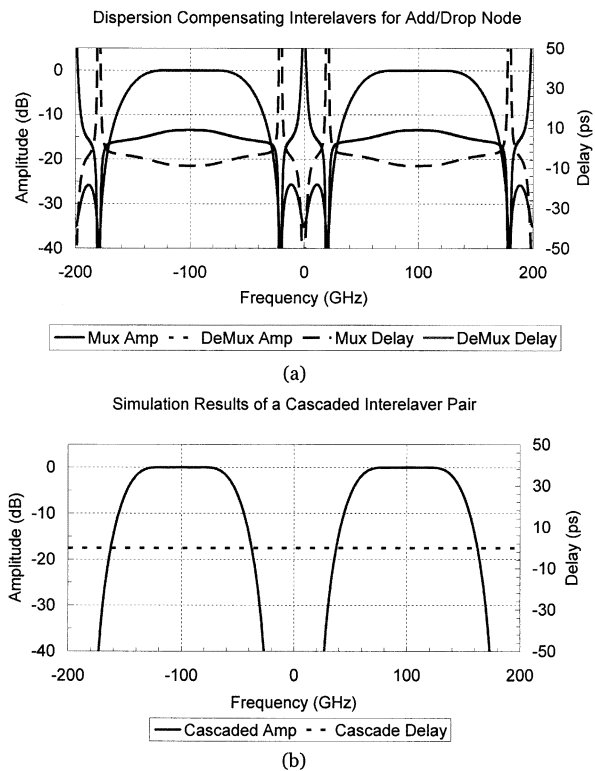 Dispersion Compensating Interelavers for Add/Drop Node
0
-10
-20
-30
-40
Amplitude (dB)
50
30
10
-10
-30
-50
Delay (ps)
-200 -100 0 100 200
Frequency (GHz)
Mux Amp DeMux Amp Mux Delay DeMux Delay
(a)
Simulation Results of a Cascaded Interelaver Pair
0
-10
-20
-30
-40
Amplitude (dB)
50
30
10
-10
-30
-50
Delay (ps)
-200 -100 0 100 200
Frequency (GHz)
Cascaded Amp Cascade Delay
(b)